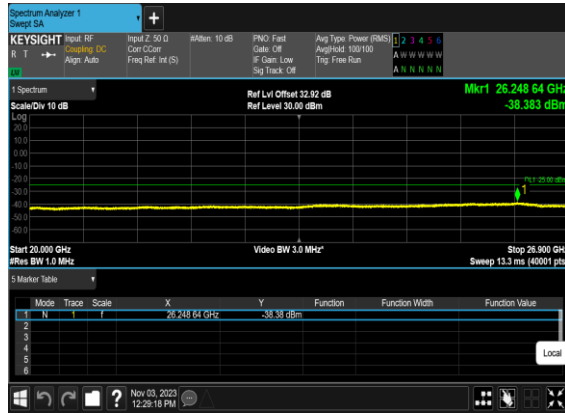 Spectrum Analyzer 1
Swept SA
+
KEYSIGHT Input: RF Input Z: 50 Ω #Atten: 10 dB PNO: Fast Avg Type: Power (RMS) 1 2 3 4 5 6
R T Coupling: DC Corr CCorr Gate: Off Avg|Hold: 100/100 A W W W W W
Align: Auto Freq Ref: Int (S) IF Gain: Low Trig: Free Run
Sig Track: Off A N N N N N
LW
1 Spectrum Ref Lvl Offset 32.92 dB Mkr1 26.248 64 GHz
Scale/Div 10 dB Ref Level 30.00 dBm -38.383 dBm
Log
20.0
10.0
0.00
-10.0
-20.0 DL1 -25.00 dBm
-30.0 1
-40.0
-50.0
-60.0
Start 20.000 GHz Video BW 3.0 MHz* Stop 26.900 GHz
#Res BW 1.0 MHz Sweep 13.3 ms (40001 pts)
5 Marker Table
Mode Trace Scale X Y Function Function Width Function Value
1 N 1 f 26.248 64 GHz -38.38 dBm
2
3
4
5
6
Local
? Nov 03, 2023
12:29:18 PM